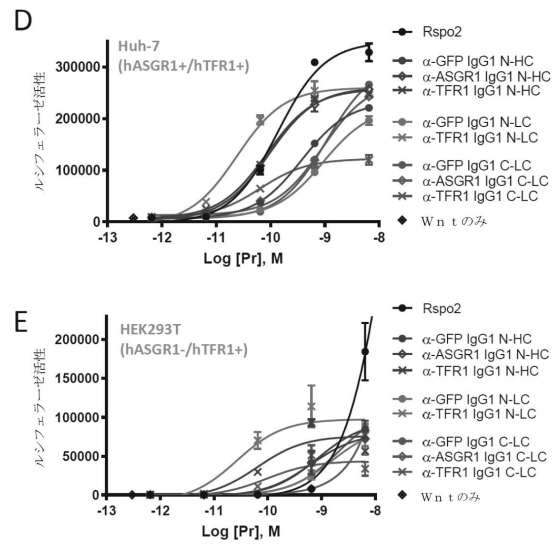 D
Huh-7
(hASGR1+/hTFR1+)
ルシフェラーゼ活性
300000
200000
100000
0
-13
-12
-11
-10
-9
-8
Log [Pr], M
Rspo2
α-GFP IgG1 N-HC
α-ASGR1 IgG1 N-HC
α-TFR1 IgG1 N-HC
α-GFP IgG1 N-LC
α-TFR1 IgG1 N-LC
α-GFP IgG1 C-LC
α-ASGR1 IgG1 C-LC
α-TFR1 IgG1 C-LC
Ｗｎｔのみ
E
HEK293T
(hASGR1-/hTFR1+)
ルシフェラーゼ活性
200000
150000
100000
50000
0
-13
-12
-11
-10
-9
-8
Log [Pr], M
Rspo2
α-GFP IgG1 N-HC
α-ASGR1 IgG1 N-HC
α-TFR1 IgG1 N-HC
α-GFP IgG1 N-LC
α-TFR1 IgG1 N-LC
α-GFP IgG1 C-LC
α-ASGR1 IgG1 C-LC
α-TFR1 IgG1 C-LC
Ｗｎｔのみ